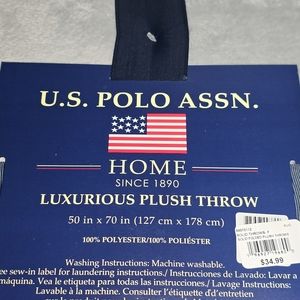 U.S. POLO ASSN.
HOME
SINCE 1890
LUXURIOUS PLUSH THROW
50 in x 70 in (127 cm x 178 cm)
100% POLYESTER/100% POLIÉSTER
Washing Instructions: Machine washable.
see sew-in label for laundering instructions./ Instrucciones de Lavado: Lavar a
máquina. Vea le etiqueta para todas las instrucciones./ Lavage Instructions:
Lavable à la machine. Consulter l'étiquette d'entretien
$34.99